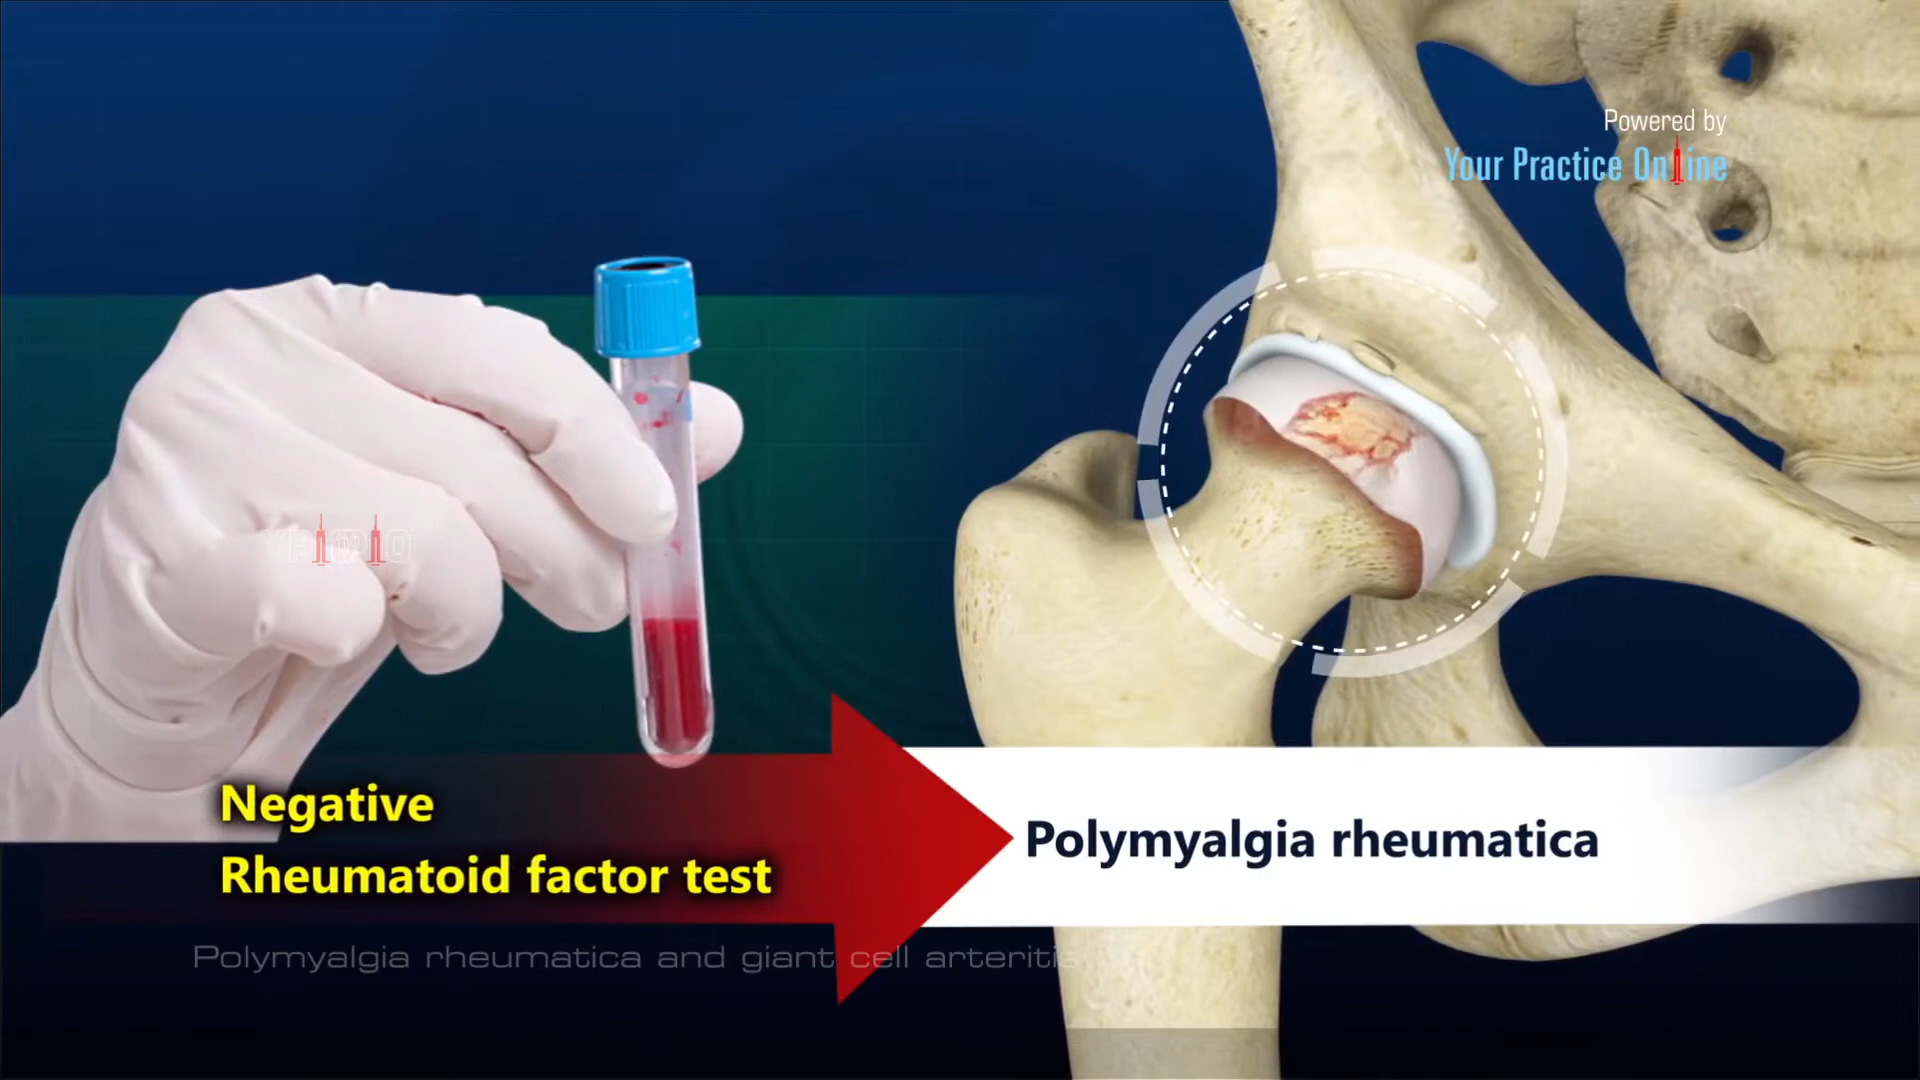 Powered by
Your Practice Online
Negative
Rheumatoid factor test
Polymyalgia rheumatica
Polymyalgia rheumatica and giant cell arteritis